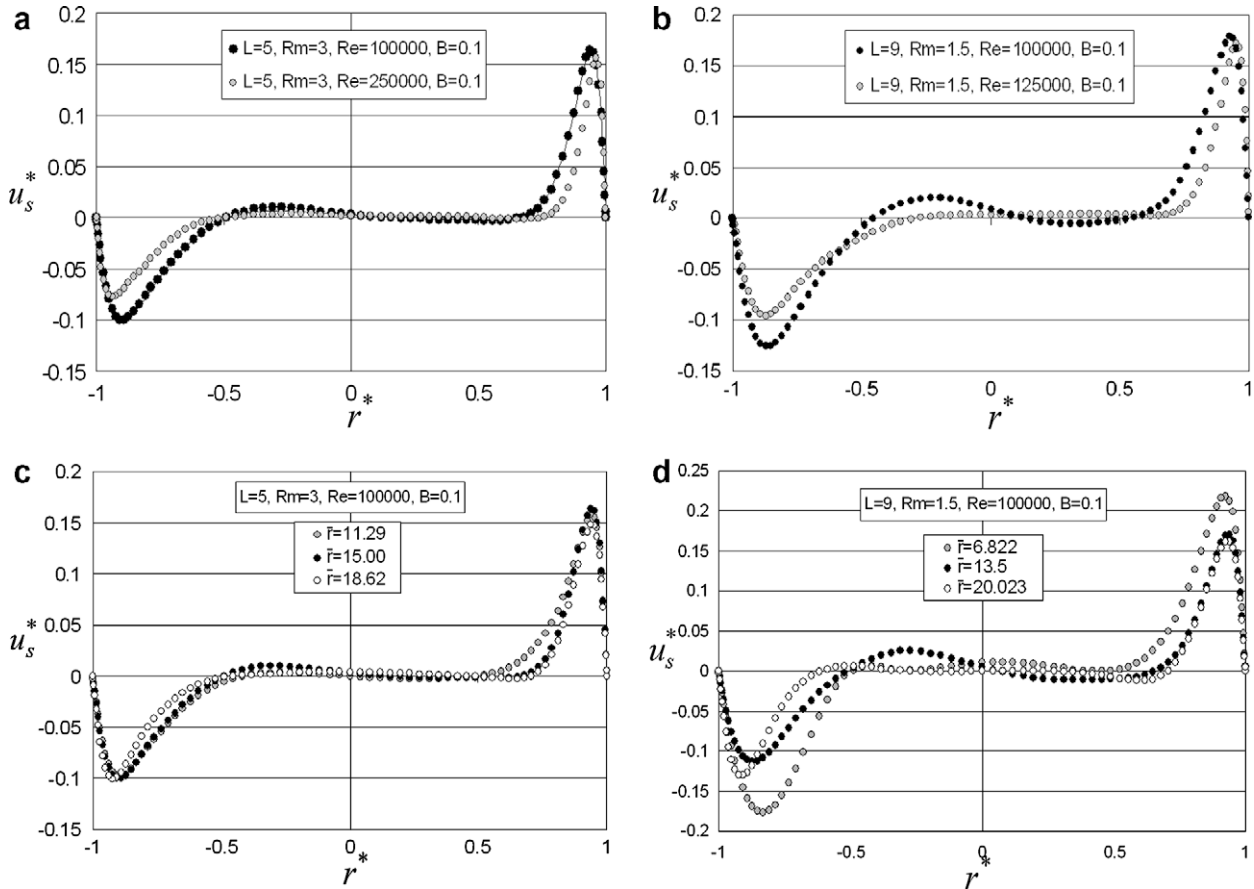 a
0.2
0.15
0.1
0.05
0
-0.05
-0.1
-0.15
u*s
L=5, Rm=3, Re=100000, B=0.1
L=5, Rm=3, Re=250000, B=0.1
-1
-0.5
0
0.5
1
r*
b
0.2
0.15
0.1
0.05
0
-0.05
-0.1
-0.15
u*s
L=9, Rm=1.5, Re=100000, B=0.1
L=9, Rm=1.5, Re=125000, B=0.1
-1
-0.5
0
0.5
1
r*
c
0.2
0.15
0.1
0.05
0
-0.05
-0.1
-0.15
u*s
L=5, Rm=3, Re=100000, B=0.1
r̄=11.29
r̄=15.00
r̄=18.62
-1
-0.5
0
0.5
1
r*
d
0.25
0.2
0.15
0.1
0.05
0
-0.05
-0.1
-0.15
-0.2
u*s
L=9, Rm=1.5, Re=100000, B=0.1
r̄=6.822
r̄=13.5
r̄=20.023
-1
-0.5
0
0.5
1
r*